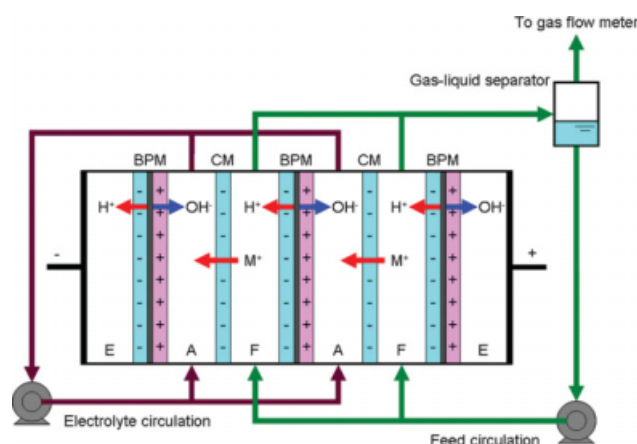 To gas flow meter
Gas-liquid separator
BPM CM BPM CM BPM
H⁺ OH⁻ H⁺ OH⁻ H⁺ OH⁻
- M⁺ M⁺ +
E A F A F E
Electrolyte circulation
Feed circulation